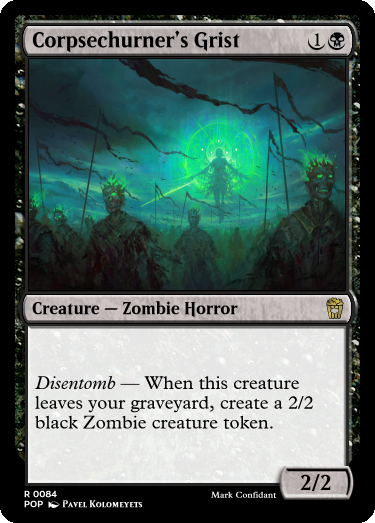 Corpsechurner's Grist 1
Creature — Zombie Horror
Disentomb — When this creature
leaves your graveyard, create a 2/2
black Zombie creature token.
2/2
R 0084
POP Pavel Kolomeyets
Mark Confidant